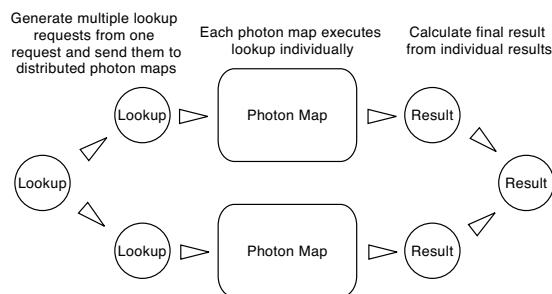 Generate multiple lookup
requests from one
request and send them to
distributed photon maps
Each photon map executes
lookup individually
Calculate final result
from individual results
Lookup
Photon Map
Result
Lookup
Result
Lookup
Photon Map
Result